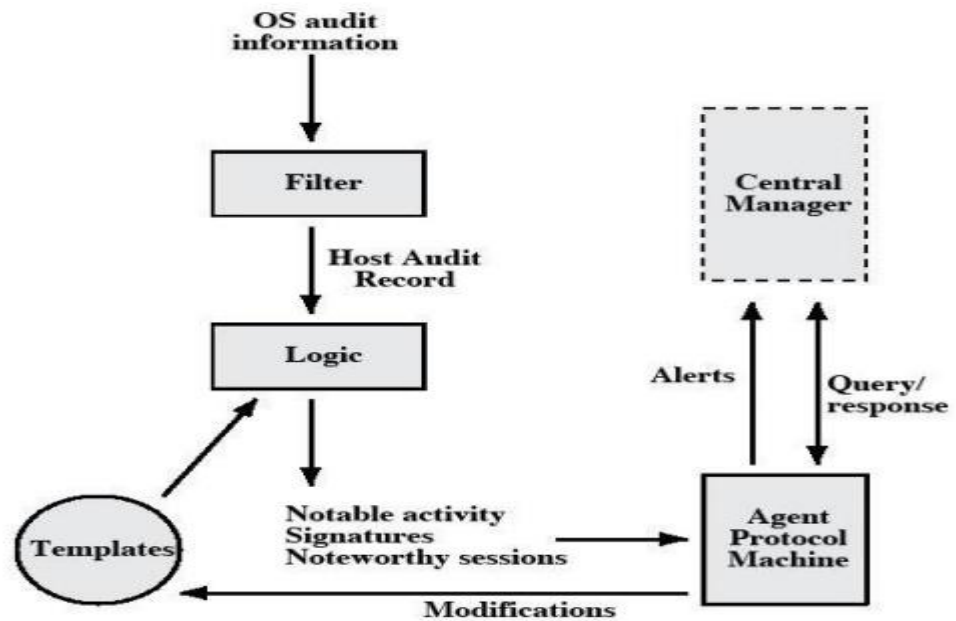 OS audit
information
Filter
Host Audit
Record
Logic
Central
Manager
Alerts
Query/
response
Templates
Notable activity
Signatures
Noteworthy sessions
Agent
Protocol
Machine
Modifications